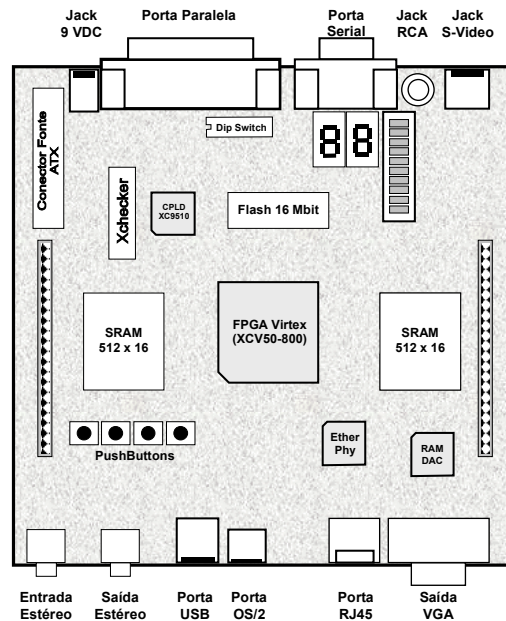 Jack 9 VDC
Porta Paralela
Porta Serial
Jack RCA
Jack S-Video
Dip Switch
Conector Fonte ATX
Xchecker
CPLD XC9510
Flash 16 Mbit
SRAM 512 x 16
FPGA Virtex (XCV50-800)
SRAM 512 x 16
PushButtons
Ether Phy
RAM DAC
Entrada Estéreo
Saída Estéreo
Porta USB
Porta OS/2
Porta RJ45
Saída VGA